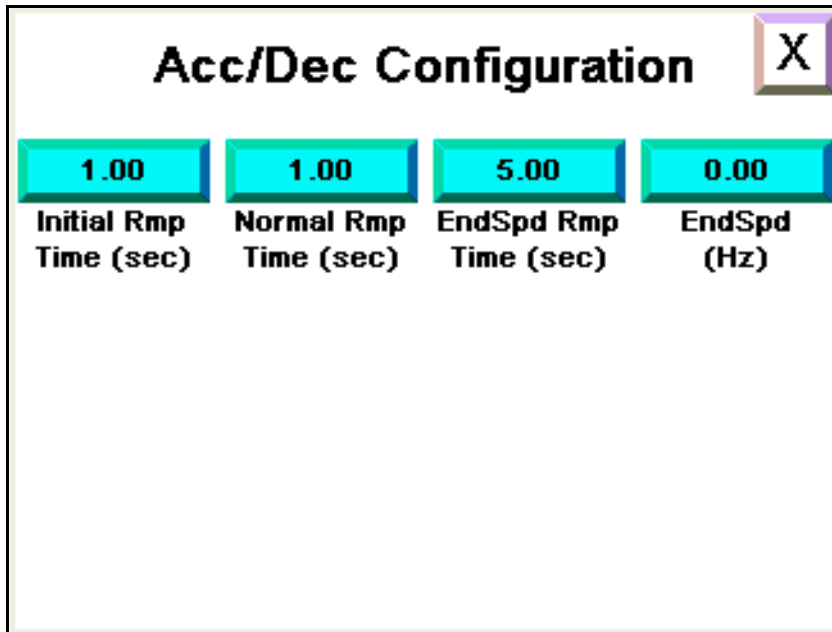 Acc/Dec Configuration
X
1.00 1.00 5.00 0.00
Initial Rmp Normal Rmp EndSpd Rmp EndSpd
Time (sec) Time (sec) Time (sec) (Hz)